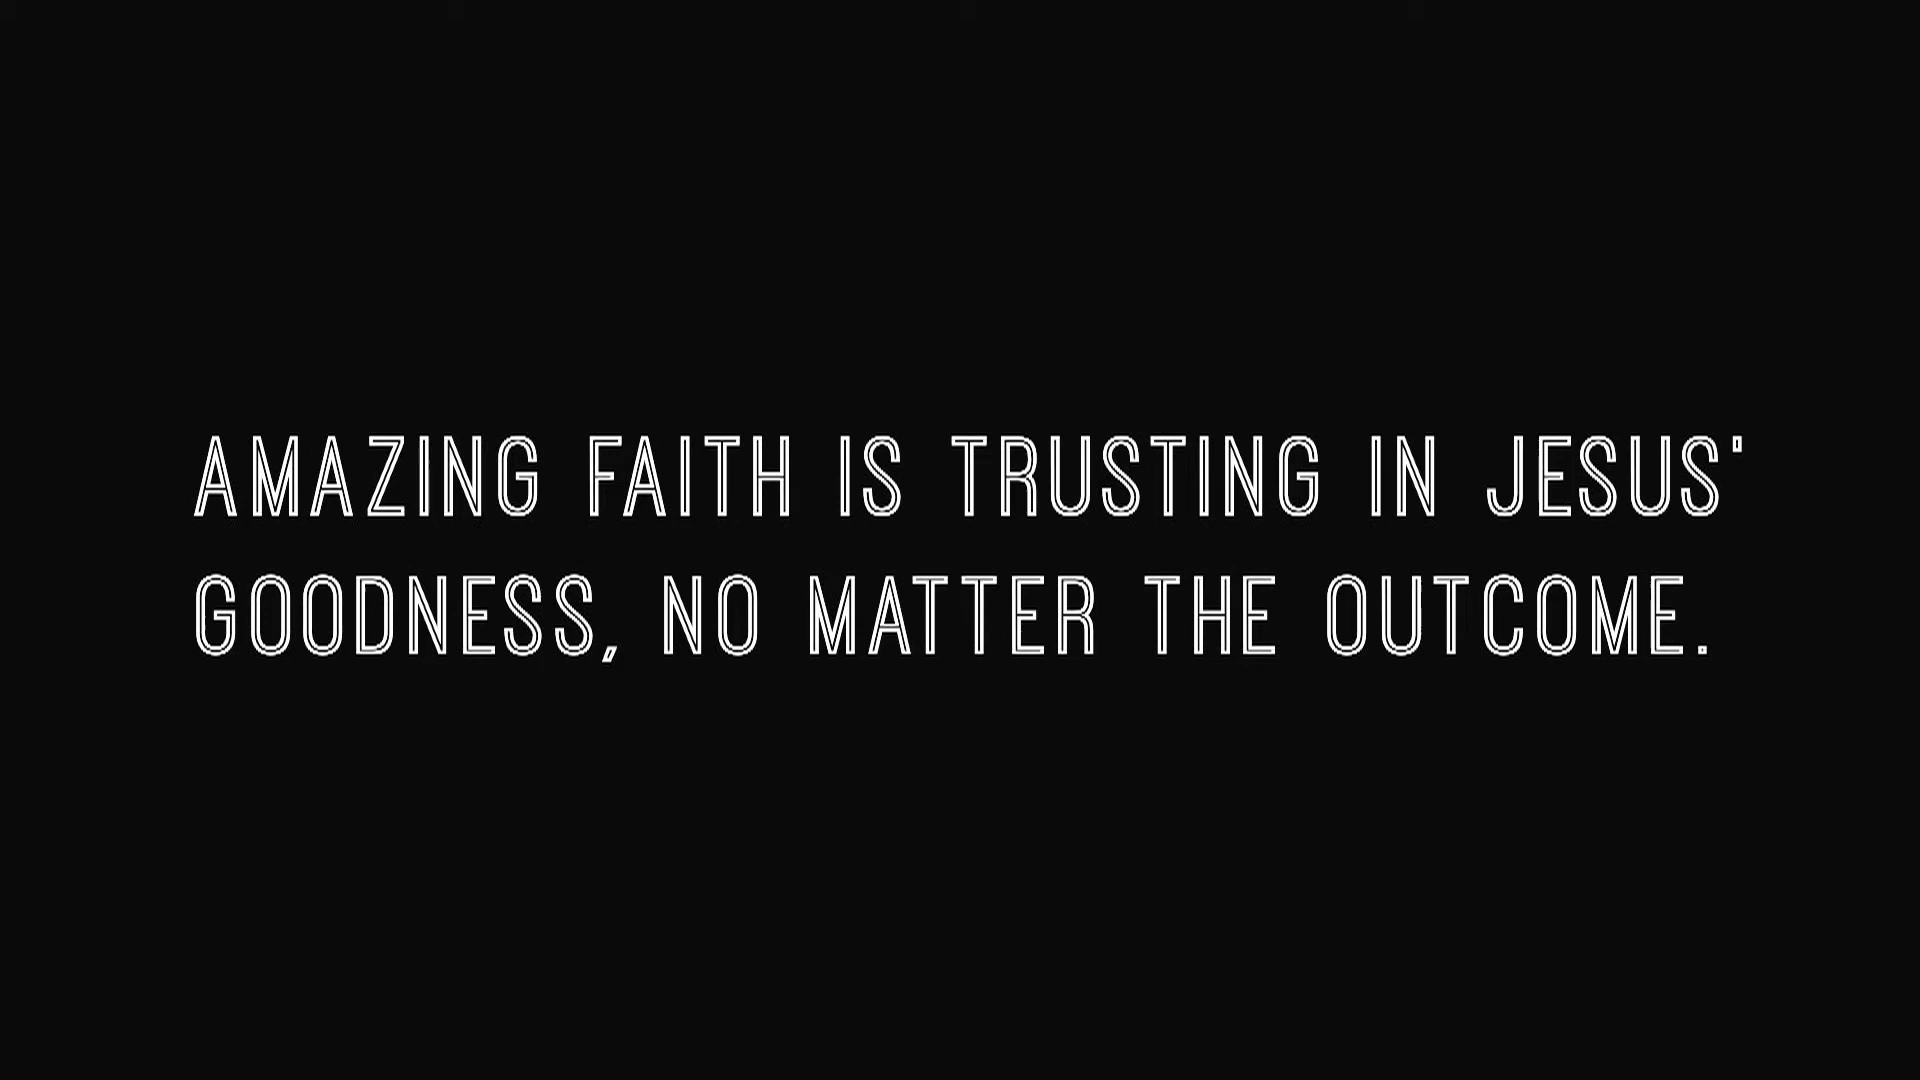 AMAZING FAITH IS TRUSTING IN JESUS'
GOODNESS, NO MATTER THE OUTCOME.